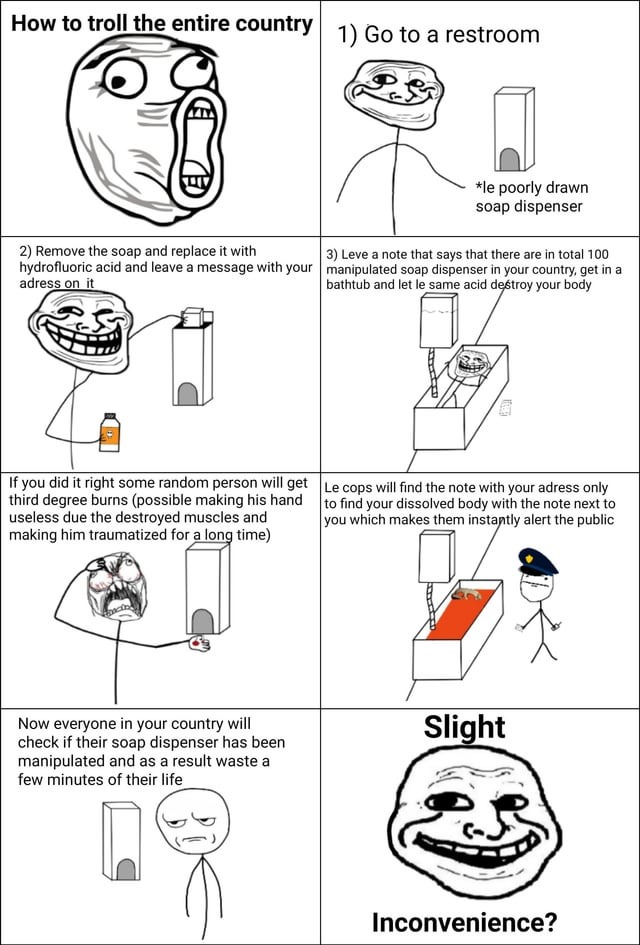 How to troll the entire country
1) Go to a restroom
*le poorly drawn
soap dispenser
2) Remove the soap and replace it with
hydrofluoric acid and leave a message with your
adress on it
3) Leve a note that says that there are in total 100
manipulated soap dispenser in your country, get in a
bathtub and let le same acid destroy your body
If you did it right some random person will get
third degree burns (possible making his hand
useless due the destroyed muscles and
making him traumatized for a long time)
Le cops will find the note with your adress only
to find your dissolved body with the note next to
you which makes them instantly alert the public
Now everyone in your country will
check if their soap dispenser has been
manipulated and as a result waste a
few minutes of their life
Slight
Inconvenience?